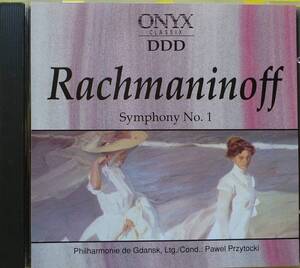 ONYX
CLASSIX
DDD
Rachmaninoff
Symphony No. 1
Philharmonie de Gdansk, Ltg./Cond.: Pawel Przytocki